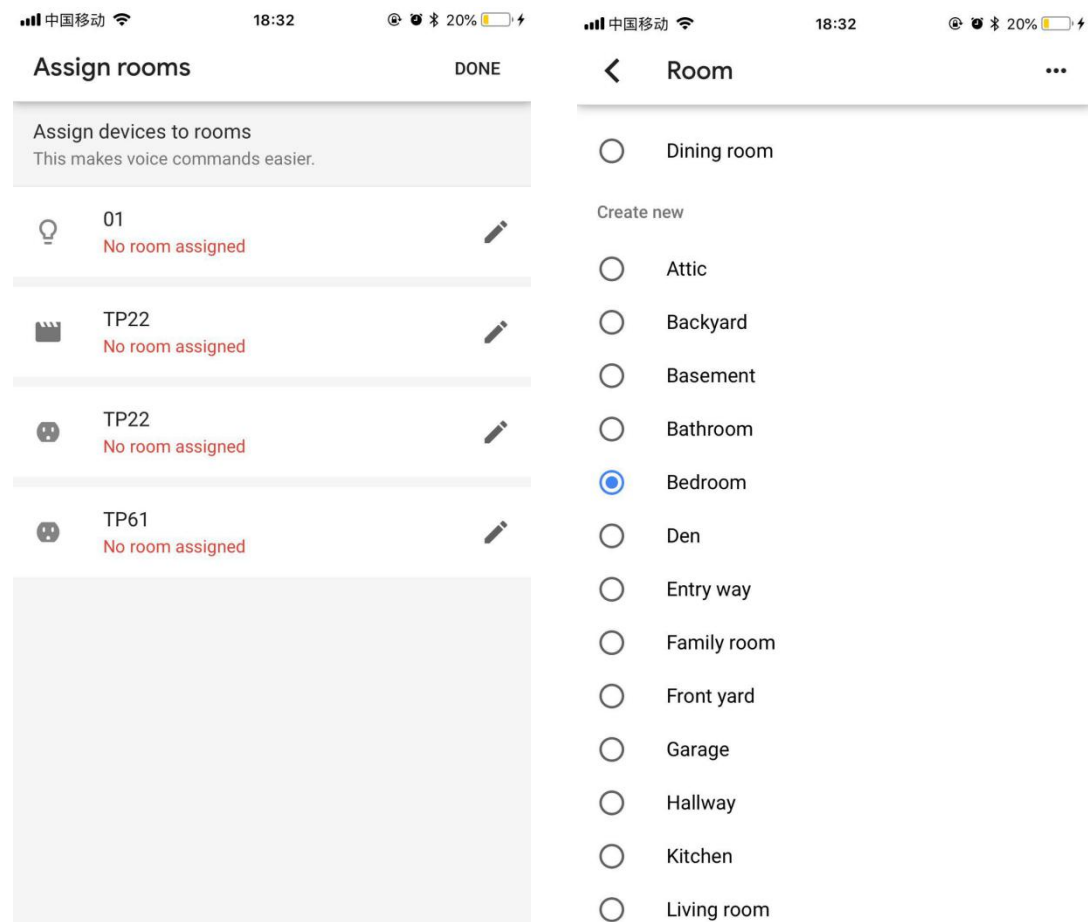 中国移动 18:32 20%
Assign rooms DONE
Assign devices to rooms
This makes voice commands easier.
01
No room assigned
TP22
No room assigned
TP22
No room assigned
TP61
No room assigned
中国移动 18:32 20%
Room
Dining room
Create new
Attic
Backyard
Basement
Bathroom
Bedroom
Den
Entry way
Family room
Front yard
Garage
Hallway
Kitchen
Living room